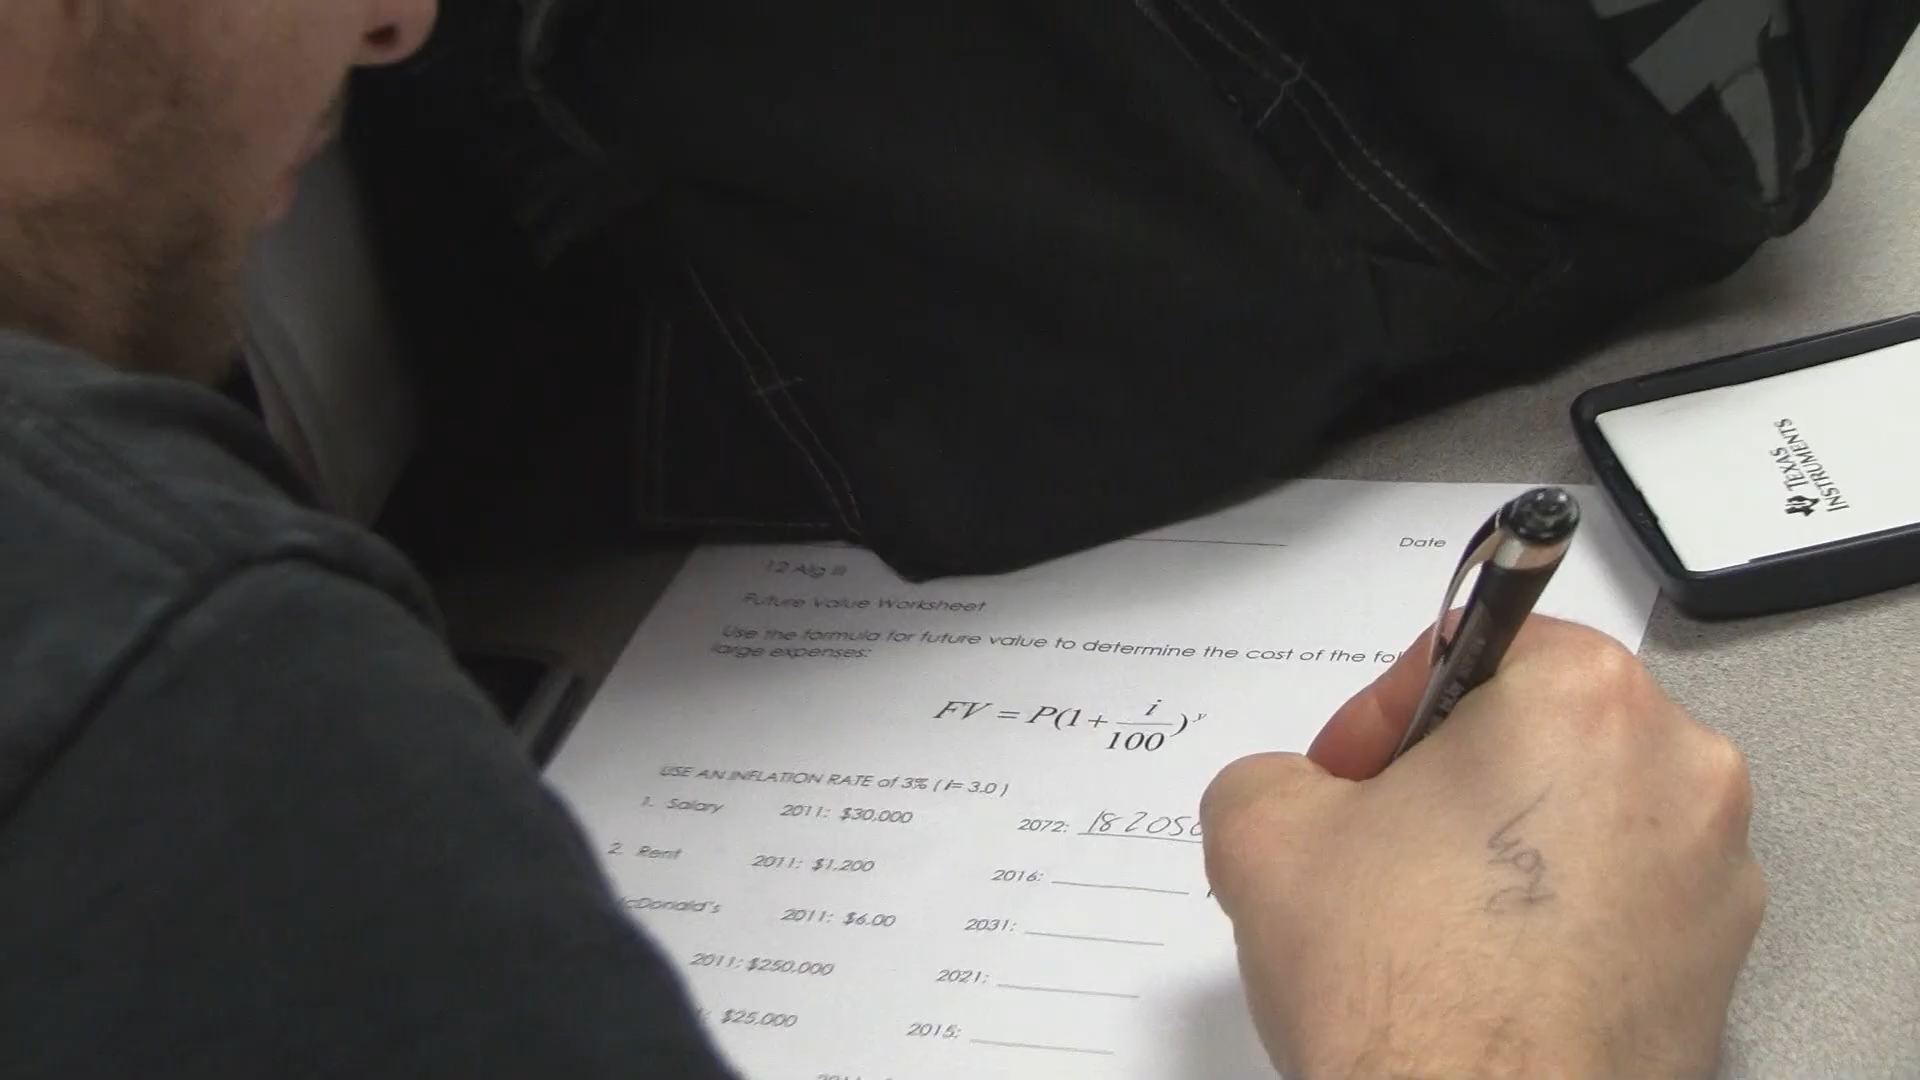 Date
12 Alg III
Future Value Worksheet
Use the formula for future value to determine the cost of the
large expenses:
FV = P(1 + i/100)^y
USE AN INFLATION RATE of 3% ( i= 3.0 )
1. Salary 2011: $30,000 2072: 18205
2. Rent 2011: $1,200 2016:
McDonald's 2011: $6.00 2031:
2011: $250,000 2021:
$25,000 2015:
TEXAS
INSTRUMENTS